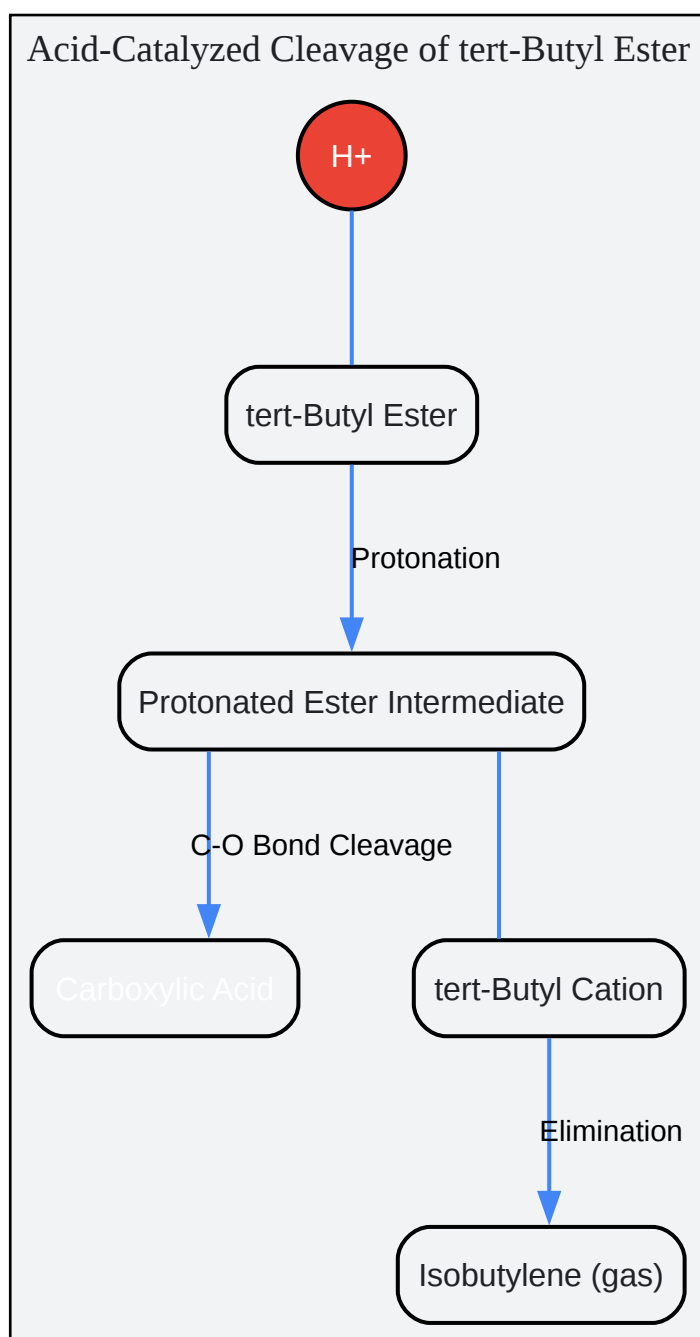 Acid-Catalyzed Cleavage of tert-Butyl Ester
H+
tert-Butyl Ester
Protonation
Protonated Ester Intermediate
C-O Bond Cleavage
Carboxylic Acid
tert-Butyl Cation
Elimination
Isobutylene (gas)